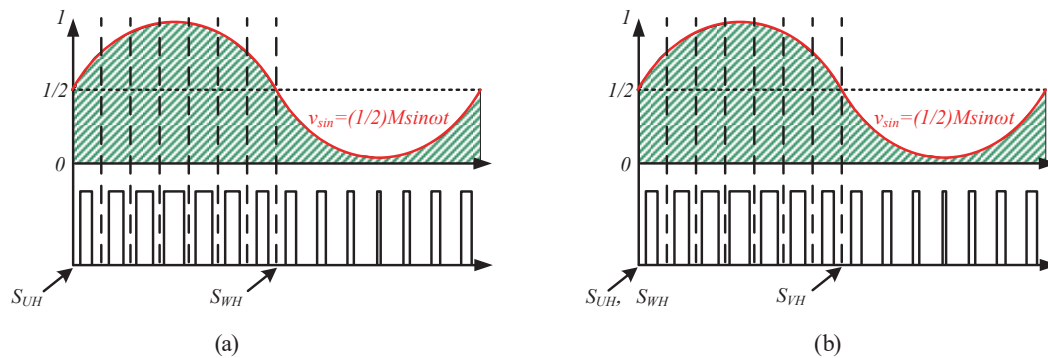 1
1/2
v_sin=(1/2)Msinωt
0
S_UH
S_WH
(a)
1
1/2
v_sin=(1/2)Msinωt
0
S_UH, S_WH
S_VH
(b)